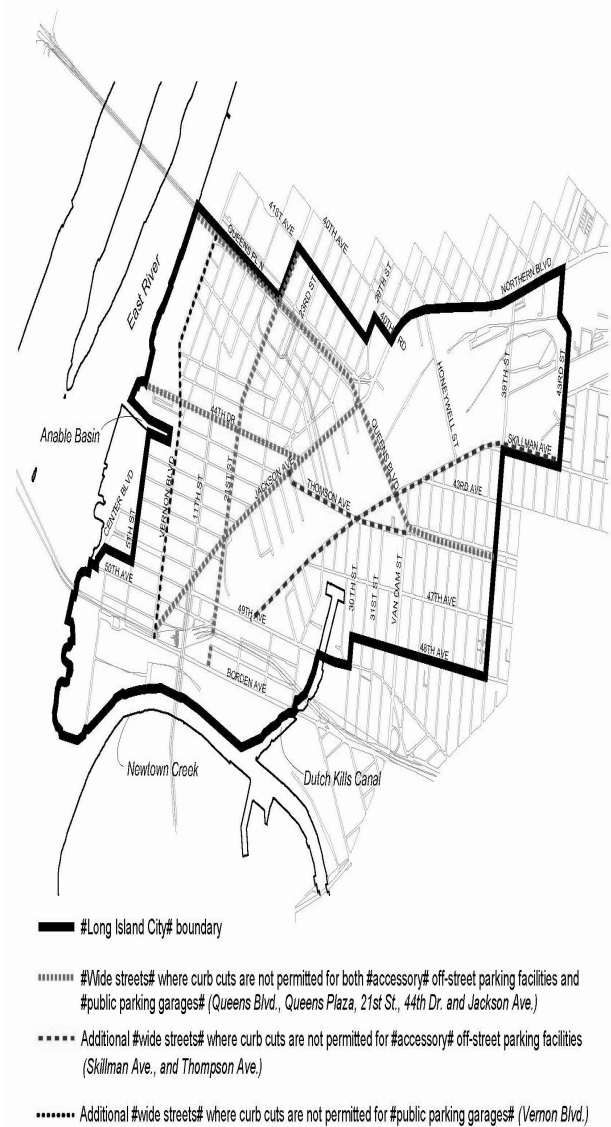 41ST AVE
40TH AVE
QUEENS PLN
23RD ST
NORTHERN BLVD
East River
40TH RD
HONEYWELL ST
39TH ST
43RD ST
44TH DR
SKILLMAN AVE
Anable Basin
QUEENS BLVD
JACKSON AVE
43RD AVE
CENTER BLVD
5TH ST
VERNON BLVD
11TH ST
21ST ST
THOMSON AVE
50TH AVE
30TH ST
31ST ST
VAN DAM ST
47TH AVE
49TH AVE
48TH AVE
BORDEN AVE
Newtown Creek
Dutch Kills Canal
#Long Island City# boundary
#Wide streets# where curb cuts are not permitted for both #accessory# off-street parking facilities and
#public parking garages# (Queens Blvd., Queens Plaza, 21st St., 44th Dr. and Jackson Ave.)
Additional #wide streets# where curb cuts are not permitted for #accessory# off-street parking facilities
(Skillman Ave., and Thompson Ave.)
Additional #wide streets# where curb cuts are not permitted for #public parking garages# (Vernon Blvd.)